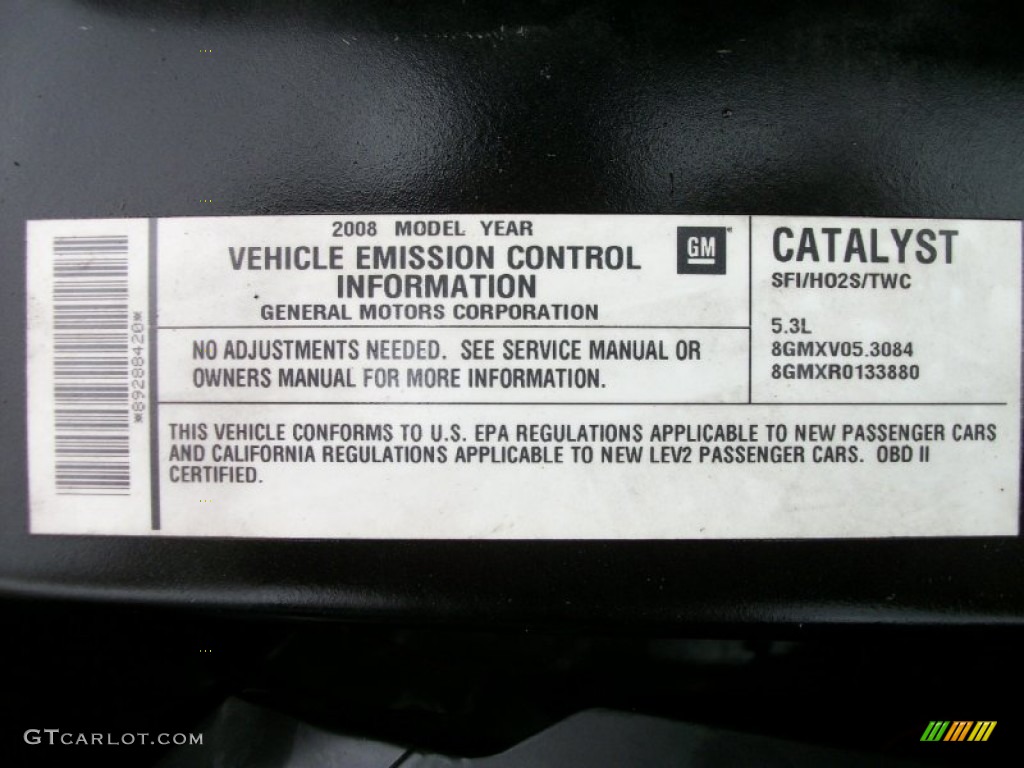 2008 MODEL YEAR
VEHICLE EMISSION CONTROL
INFORMATION
GENERAL MOTORS CORPORATION
GM
NO ADJUSTMENTS NEEDED. SEE SERVICE MANUAL OR
OWNERS MANUAL FOR MORE INFORMATION.
CATALYST
SFI/HO2S/TWC
5.3L
8GMXV05.3084
8GMXR0133880
*89288420*
THIS VEHICLE CONFORMS TO U.S. EPA REGULATIONS APPLICABLE TO NEW PASSENGER CARS
AND CALIFORNIA REGULATIONS APPLICABLE TO NEW LEV2 PASSENGER CARS. OBD II
CERTIFIED.
GTCARLOT.COM